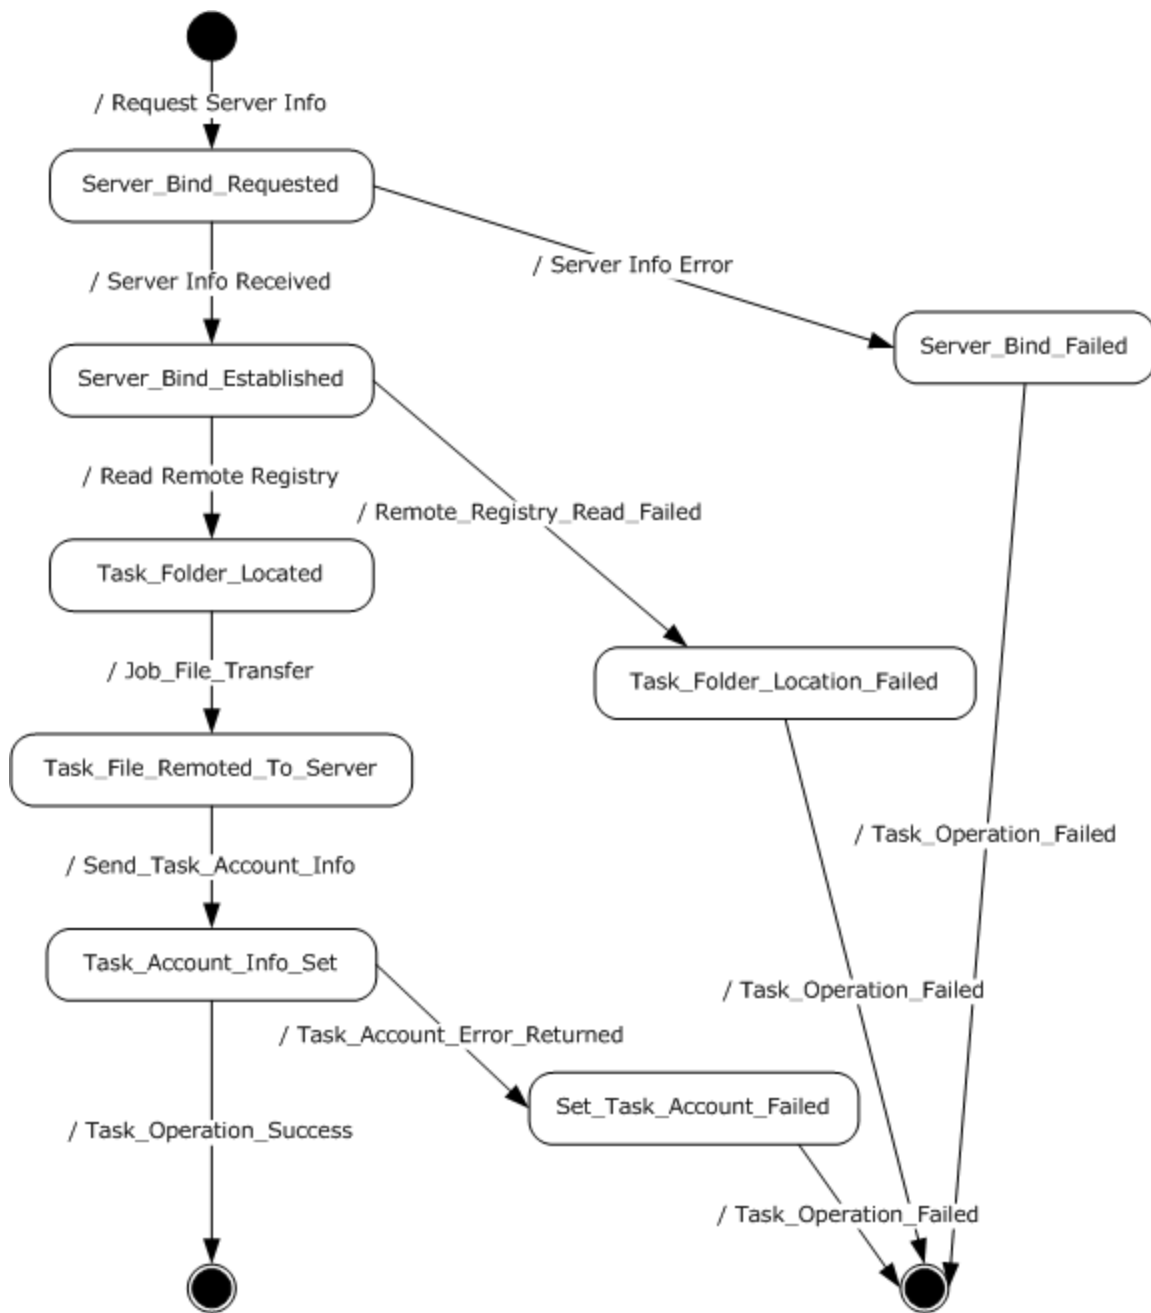 / Request Server Info
Server_Bind_Requested
/ Server Info Error
/ Server Info Received
Server_Bind_Failed
Server_Bind_Established
/ Read Remote Registry
/ Remote_Registry_Read_Failed
Task_Folder_Located
/ Job_File_Transfer
Task_Folder_Location_Failed
Task_File_Remoted_To_Server
/ Task_Operation_Failed
/ Send_Task_Account_Info
Task_Account_Info_Set
/ Task_Operation_Failed
/ Task_Account_Error_Returned
Set_Task_Account_Failed
/ Task_Operation_Success
/ Task_Operation_Failed